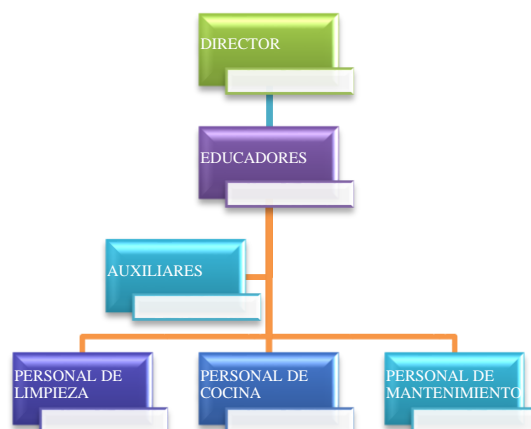 DIRECTOR
EDUCADORES
AUXILIARES
PERSONAL DE
LIMPIEZA
PERSONAL DE
COCINA
PERSONAL DE
MANTENIMIENTO